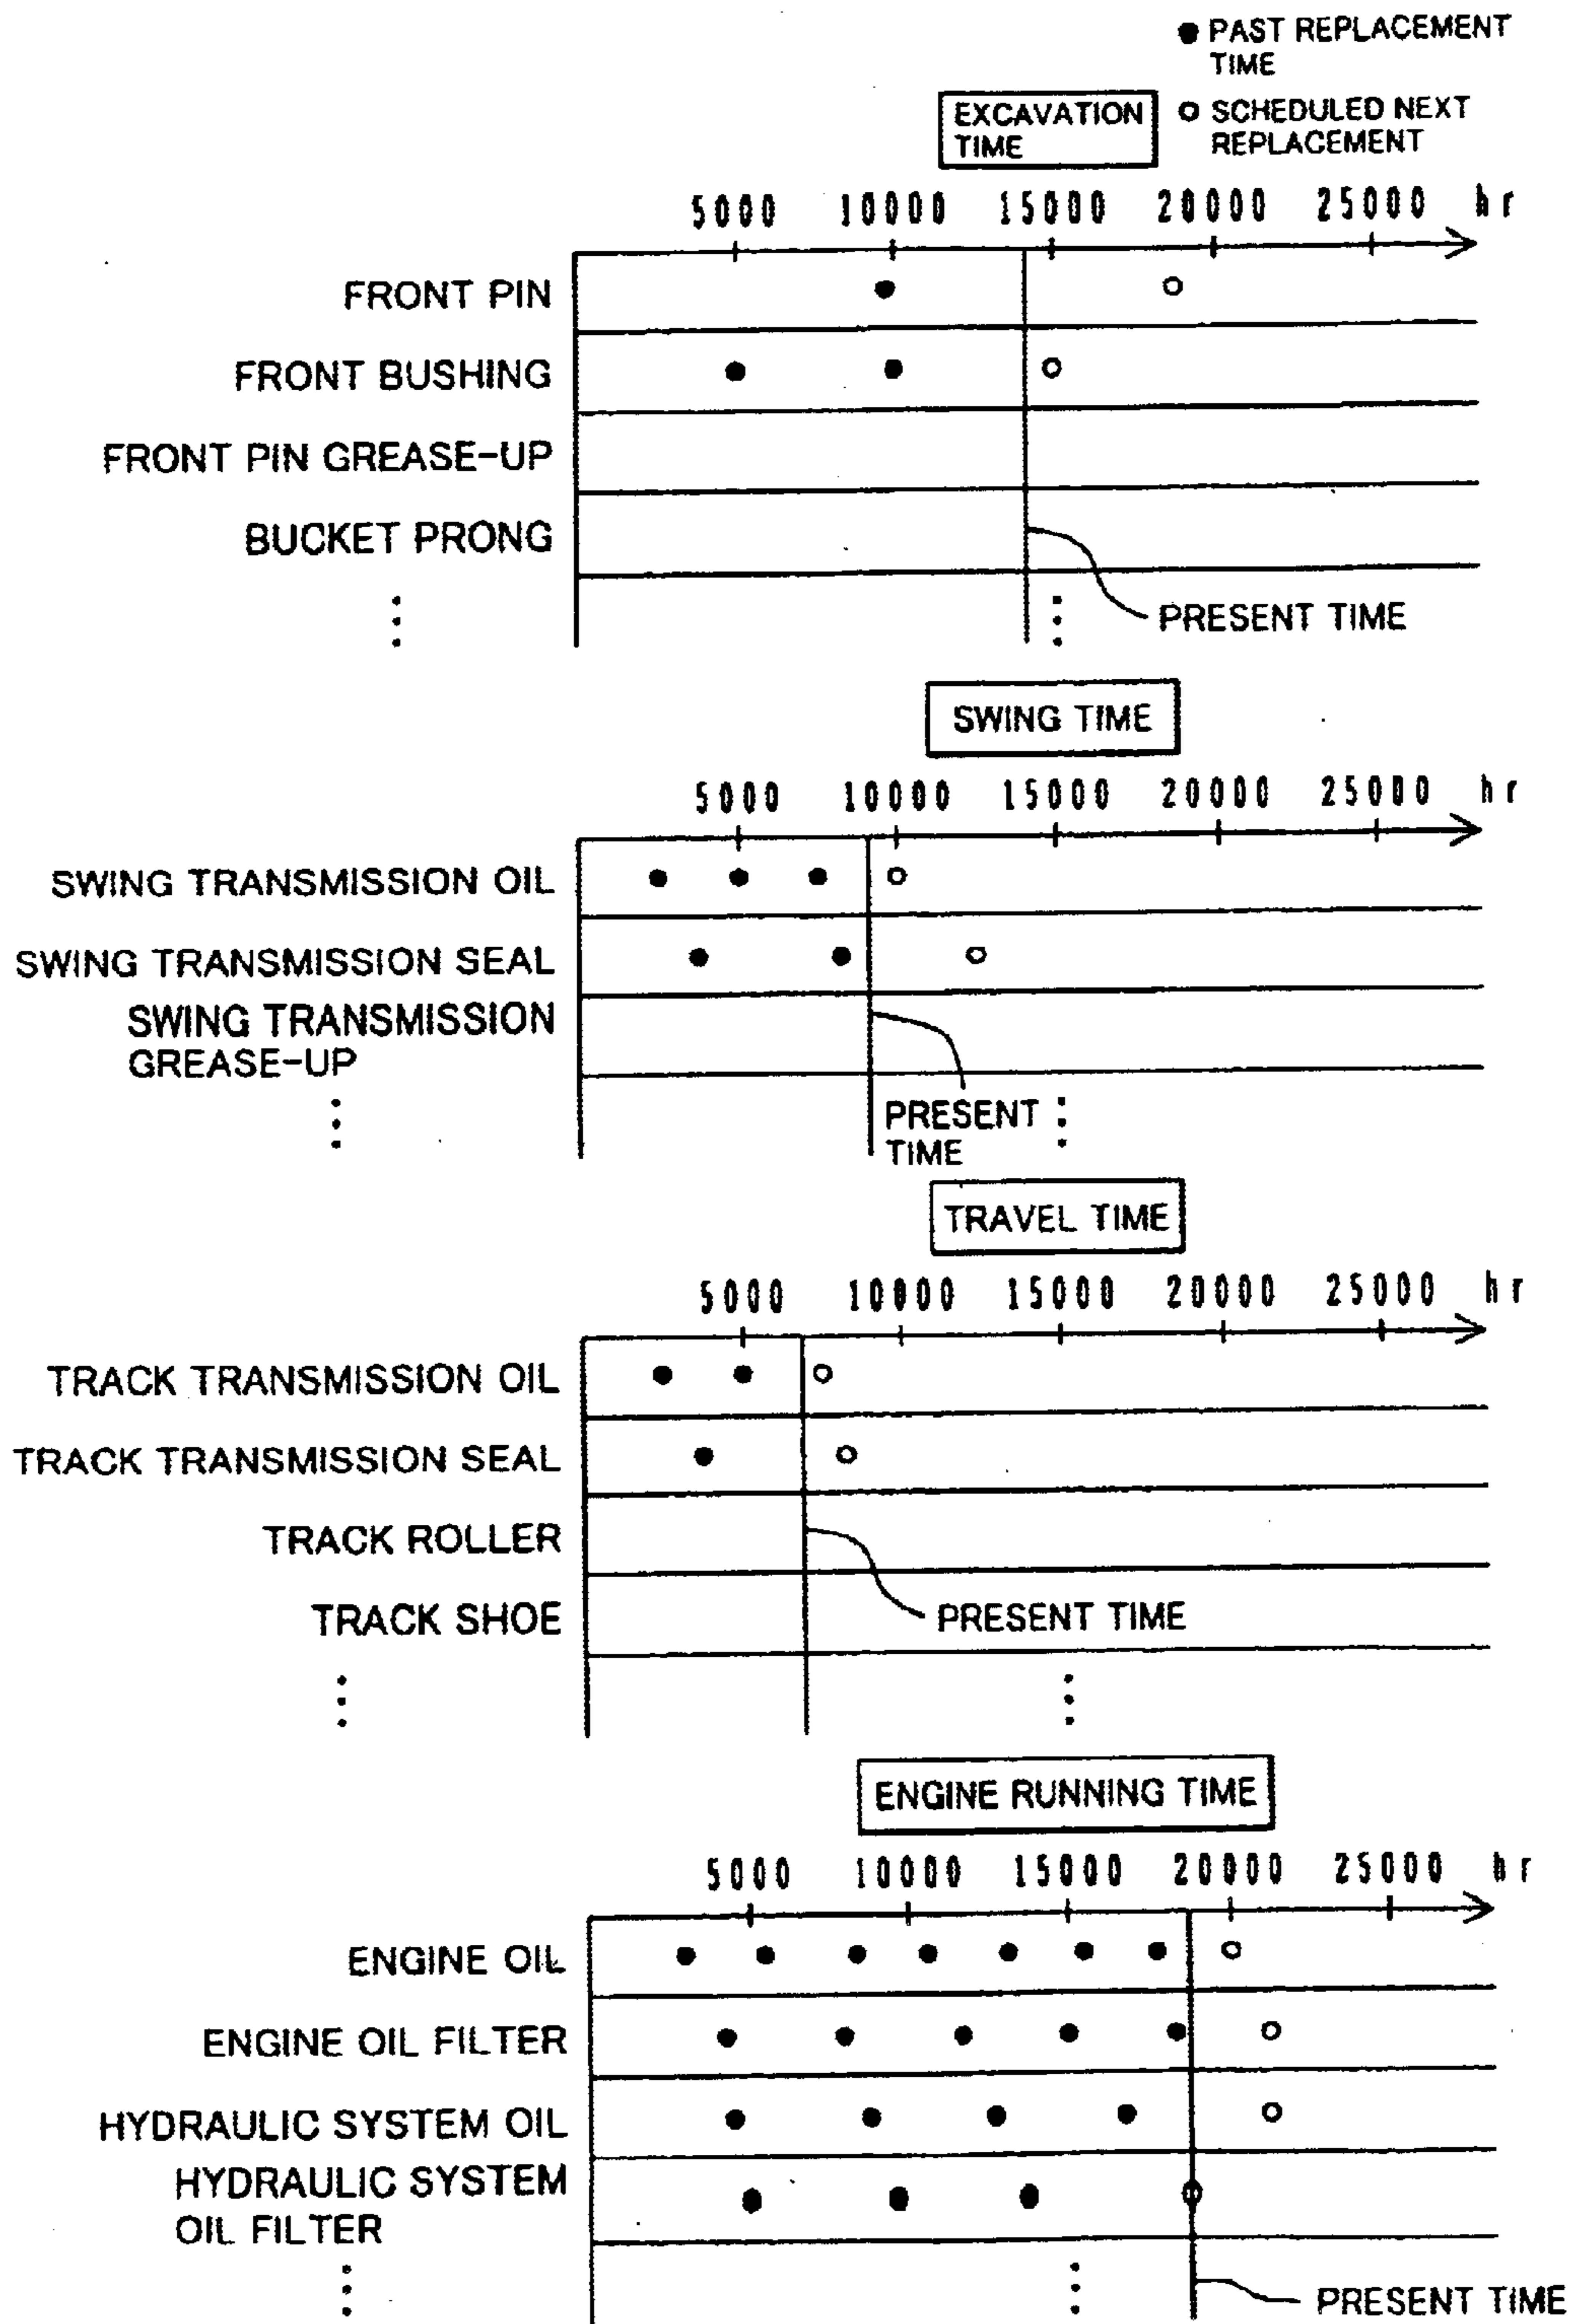 ● PAST REPLACEMENT
TIME
EXCAVATION
TIME
○ SCHEDULED NEXT
REPLACEMENT
5000 10000 15000 20000 25000 hr
FRONT PIN
FRONT BUSHING
FRONT PIN GREASE-UP
BUCKET PRONG
PRESENT TIME
SWING TIME
5000 10000 15000 20000 25000 hr
SWING TRANSMISSION OIL
SWING TRANSMISSION SEAL
SWING TRANSMISSION
GREASE-UP
PRESENT
TIME
TRAVEL TIME
5000 10000 15000 20000 25000 hr
TRACK TRANSMISSION OIL
TRACK TRANSMISSION SEAL
TRACK ROLLER
TRACK SHOE
PRESENT TIME
ENGINE RUNNING TIME
5000 10000 15000 20000 25000 hr
ENGINE OIL
ENGINE OIL FILTER
HYDRAULIC SYSTEM OIL
HYDRAULIC SYSTEM
OIL FILTER
PRESENT TIME